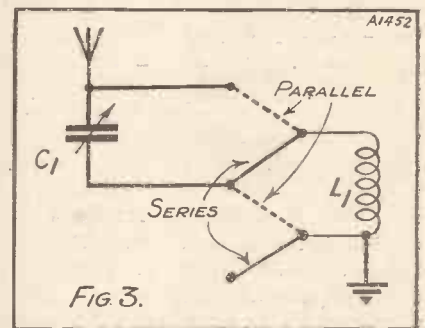 A1452
PARALLEL
C1
SERIES
L1
FIG. 3.